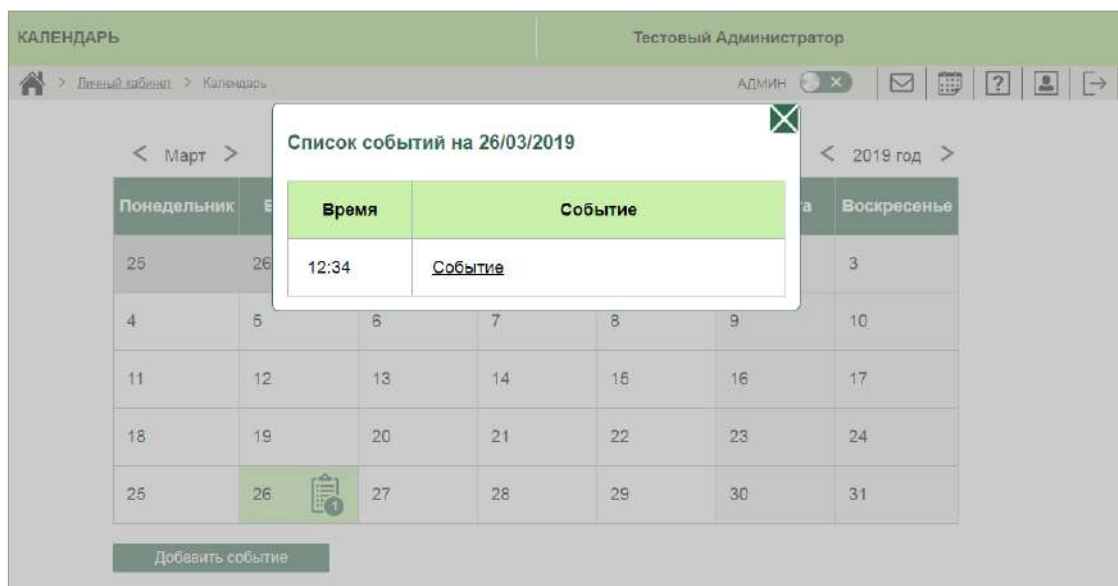 КАЛЕНДАРЬ Тестовый Администратор
> Личный кабинет > Календарь АДМИН
Список событий на 26/03/2019
< Март > < 2019 год >
Понедельник Воскресенье
Время Событие
25 26 3
12:34 Событие
4 5 6 7 8 9 10
11 12 13 14 15 16 17
18 19 20 21 22 23 24
25 26 1 27 28 29 30 31
Добавить событие